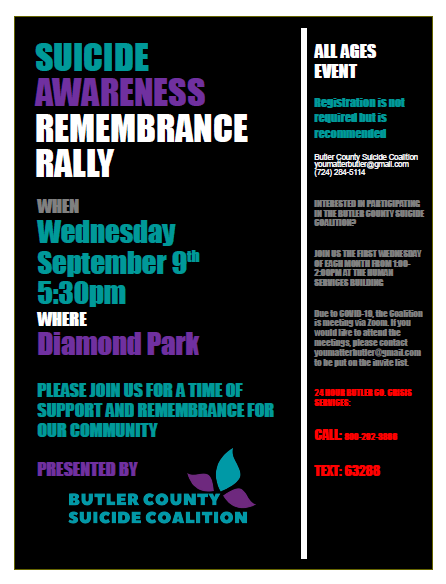 SUICIDE
AWARENESS
REMEMBRANCE
RALLY
WHEN
Wednesday
September 9th
5:30pm
WHERE
Diamond Park
PLEASE JOIN US FOR A TIME OF
SUPPORT AND REMEMBRANCE FOR
OUR COMMUNITY
PRESENTED BY
BUTLER COUNTY
SUICIDE COALITION
ALL AGES
EVENT
Registration is not
required but is
recommended
Butler County Suicide Coalition
youmatterbutler@gmail.com
(724) 284-5114
INTERESTED IN PARTICIPATING
IN THE BUTLER COUNTY SUICIDE
COALITION?
JOIN US THE FIRST WEDNESDAY
OF EACH MONTH FROM 1:00-
2:00PM AT THE HUMAN
SERVICES BUILDING
Due to COVID-19, the Coalition
is meeting via Zoom. If you
would like to attend the
meetings, please contact
youmatterbutler@gmail.com
to be put on the invite list.
24 HOUR BUTLER CO. CRISIS
SERVICES:
CALL:
TEXT: 63288